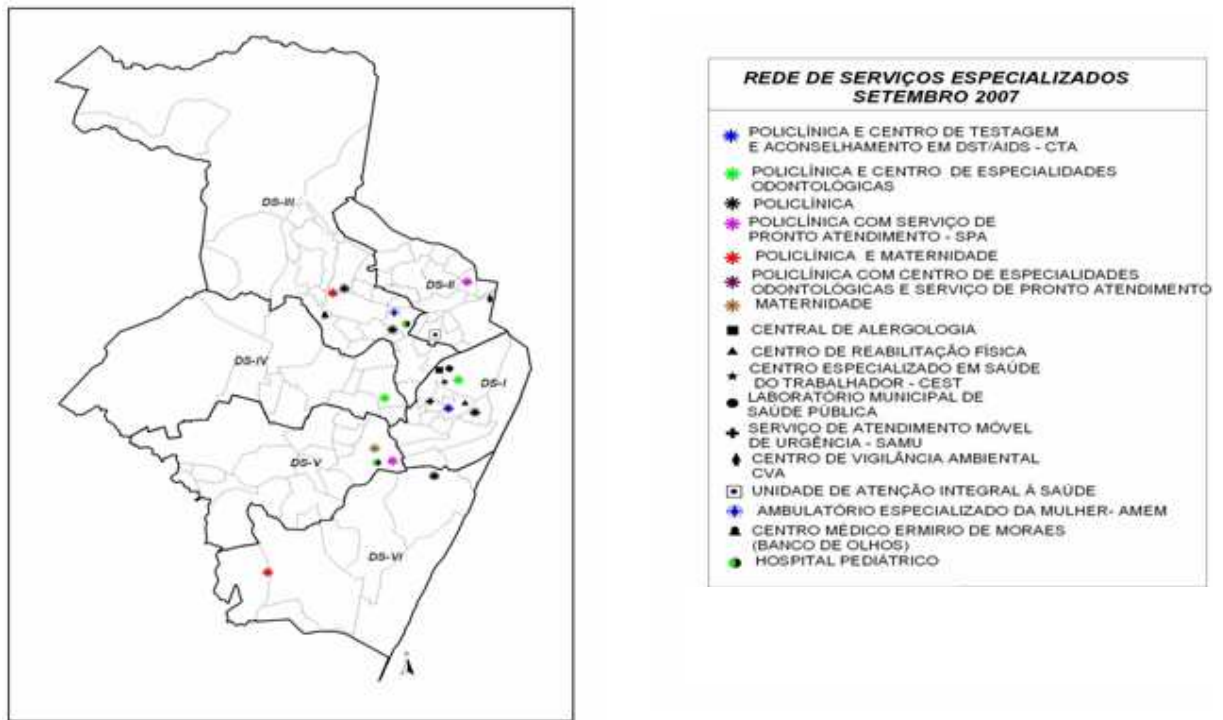 DS-III
DS-II
DS-IV
DS-I
DS-V
DS-VI
REDE DE SERVIÇOS ESPECIALIZADOS
SETEMBRO 2007
POLICLÍNICA E CENTRO DE TESTAGEM
E ACONSELHAMENTO EM DST/AIDS - CTA
POLICLÍNICA E CENTRO DE ESPECIALIDADES
ODONTOLÓGICAS
POLICLÍNICA
POLICLÍNICA COM SERVIÇO DE
PRONTO ATENDIMENTO - SPA
POLICLÍNICA E MATERNIDADE
POLICLÍNICA COM CENTRO DE ESPECIALIDADES
ODONTOLÓGICAS E SERVIÇO DE PRONTO ATENDIMENTO
MATERNIDADE
CENTRAL DE ALERGOLOGIA
CENTRO DE REABILITAÇÃO FÍSICA
CENTRO ESPECIALIZADO EM SAÚDE
DO TRABALHADOR - CEST
LABORATÓRIO MUNICIPAL DE
SAÚDE PÚBLICA
SERVIÇO DE ATENDIMENTO MÓVEL
DE URGÊNCIA - SAMU
CENTRO DE VIGILÂNCIA AMBIENTAL
CVA
UNIDADE DE ATENÇÃO INTEGRAL À SAÚDE
AMBULATÓRIO ESPECIALIZADO DA MULHER- AMEM
CENTRO MÉDICO ERMIRIO DE MORAES
(BANCO DE OLHOS)
HOSPITAL PEDIÁTRICO